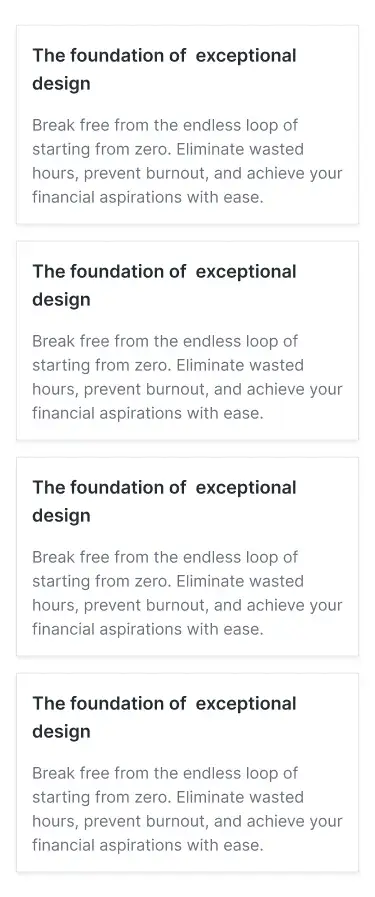 The foundation of  exceptional
design
Break free from the endless loop of
starting from zero. Eliminate wasted
hours, prevent burnout, and achieve your
financial aspirations with ease.
The foundation of  exceptional
design
Break free from the endless loop of
starting from zero. Eliminate wasted
hours, prevent burnout, and achieve your
financial aspirations with ease.
The foundation of  exceptional
design
Break free from the endless loop of
starting from zero. Eliminate wasted
hours, prevent burnout, and achieve your
financial aspirations with ease.
The foundation of  exceptional
design
Break free from the endless loop of
starting from zero. Eliminate wasted
hours, prevent burnout, and achieve your
financial aspirations with ease.